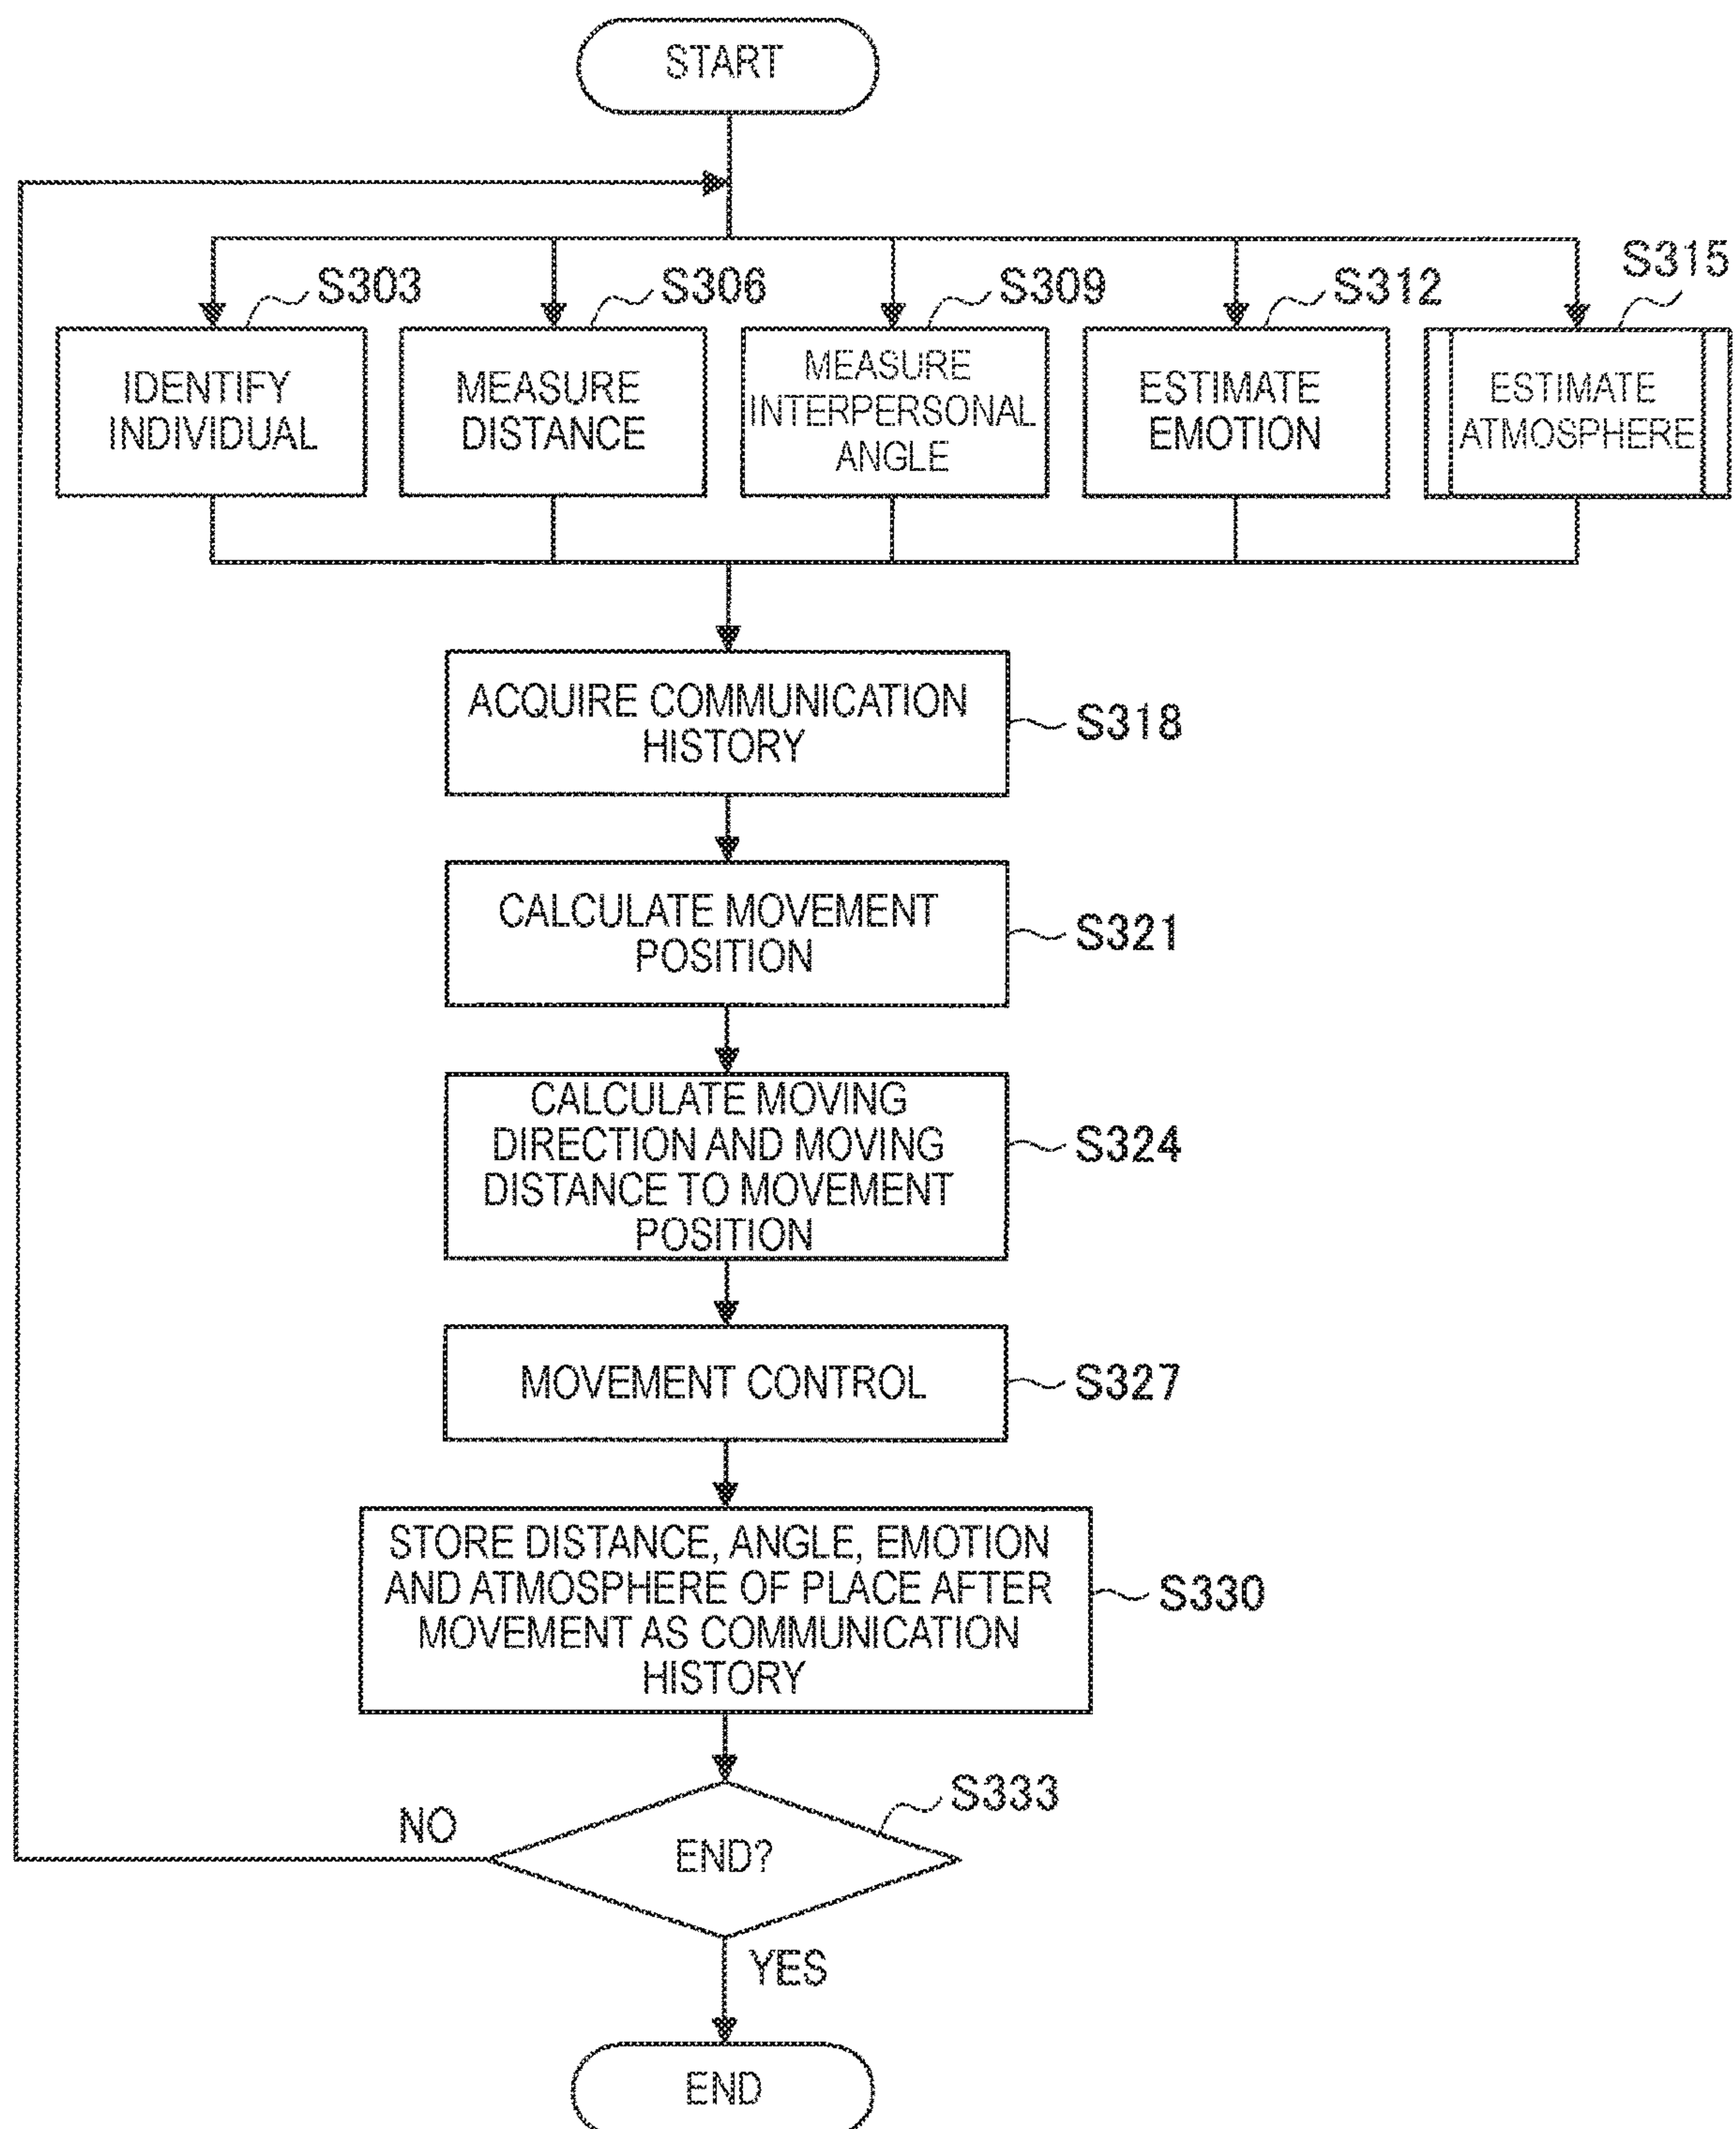 START
S303
S306
S309
S312
S315
IDENTIFY
INDIVIDUAL
MEASURE
DISTANCE
MEASURE
INTERPERSONAL
ANGLE
ESTIMATE
EMOTION
ESTIMATE
ATMOSPHERE
ACQUIRE COMMUNICATION
HISTORY
S318
CALCULATE MOVEMENT
POSITION
S321
CALCULATE MOVING
DIRECTION AND MOVING
DISTANCE TO MOVEMENT
POSITION
S324
MOVEMENT CONTROL
S327
STORE DISTANCE, ANGLE, EMOTION
AND ATMOSPHERE OF PLACE AFTER
MOVEMENT AS COMMUNICATION
HISTORY
S330
S333
NO
END?
YES
END